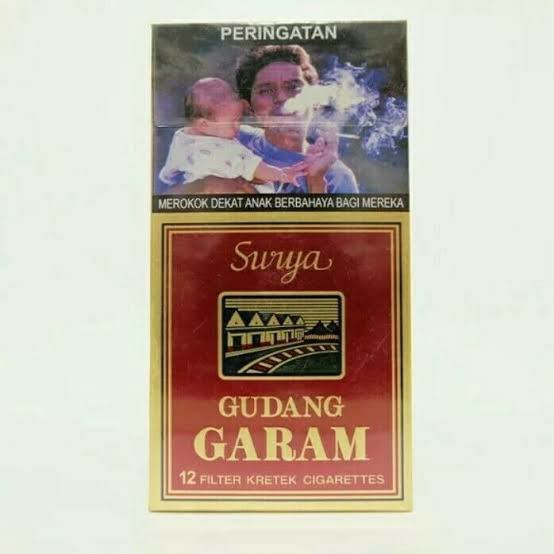 PERINGATAN
MEROKOK DEKAT ANAK BERBAHAYA BAGI MEREKA
Surya
GUDANG
GARAM
12 FILTER KRETEK CIGARETTES